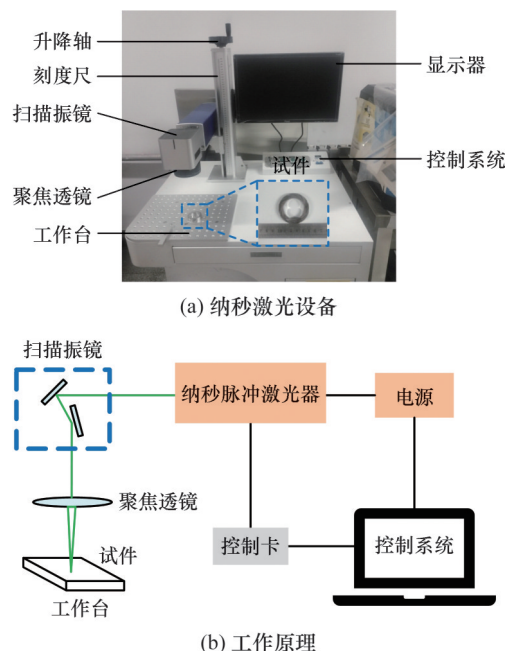 升降轴
刻度尺
扫描振镜
聚焦透镜
工作台
显示器
控制系统
试件
(a) 纳秒激光设备
扫描振镜
纳秒脉冲激光器
电源
聚焦透镜
控制卡
控制系统
试件
工作台
(b) 工作原理